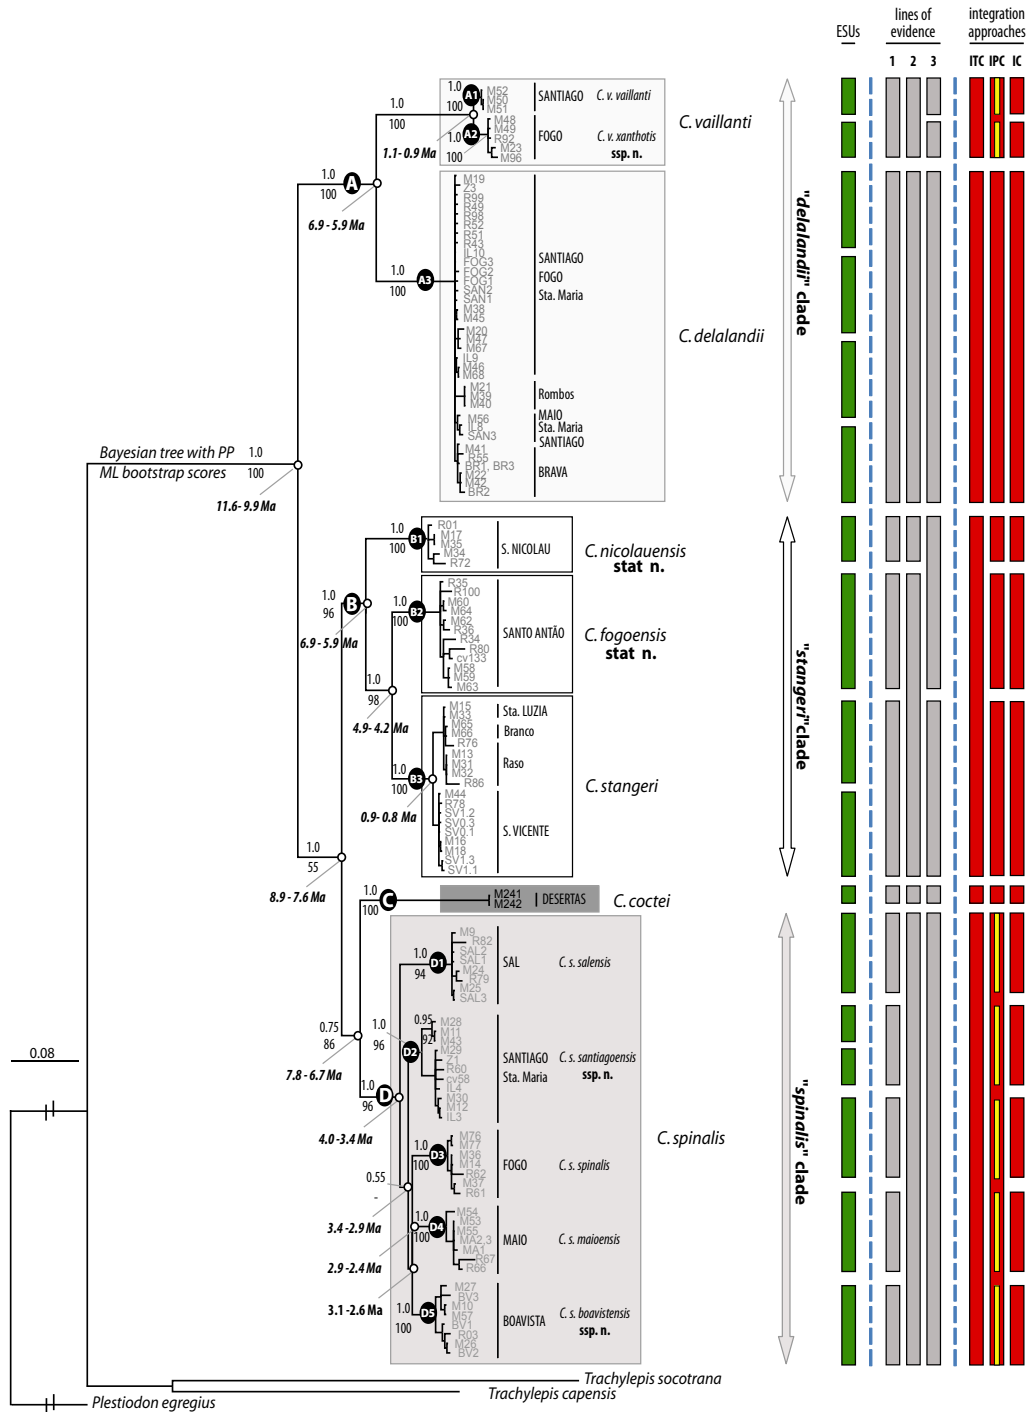 lines of
evidence
integration
approaches
ESUs
1 2 3
ITC IPC IC
1.0
100
A1
M52
M50
M51
SANTIAGO
C. v. vaillanti
1.0
100
A2
M48
M49
R92
M23
M96
FOGO
C. v. xanthotis
ssp. n.
C. vaillanti
1.0
100
1.1- 0.9 Ma
1.0
100
A
6.9 - 5.9 Ma
1.0
100
A3
M19
Z3
R99
R49
R98
R52
R51
R43
IL10
FOG3
FOG2
FOG1
SAN2
SAN1
M38
M45
M20
M47
M67
IL9
M46
M68
SANTIAGO
FOGO
Sta. Maria
M21
M39
M40
Rombos
M56
IL8
SAN3
MAIO
Sta. Maria
SANTIAGO
M41
R55
BR1, BR3
M22
M42
BR2
BRAVA
C. delalandii
"delalandii" clade
Bayesian tree with PP
ML bootstrap scores
1.0
100
11.6- 9.9 Ma
1.0
100
B1
R01
M17
M35
M34
R72
S. NICOLAU
C. nicolauensis
stat n.
1.0
96
B
6.9 - 5.9 Ma
1.0
100
B2
R35
R100
M60
M64
M62
R36
R34
R80
cv133
M58
M59
M63
SANTO ANTÃO
C. fogoensis
stat n.
1.0
98
4.9- 4.2 Ma
1.0
100
B3
0.9- 0.8 Ma
M15
M33
M65
M66
R76
M13
M31
M32
R86
M44
R78
SV1.2
SV0.3
SV0.1
M16
M18
SV1.3
SV1.1
Sta. LUZIA
Branco
Raso
S. VICENTE
C. stangeri
"stangeri"clade
1.0
55
8.9 - 7.6 Ma
1.0
100
C
M241
M242
DESERTAS
C. coctei
0.75
86
7.8 - 6.7 Ma
1.0
96
D
4.0 - 3.4 Ma
1.0
94
D1
M9
R82
SAL2
SAL1
M24
R79
M25
SAL3
SAL
C. s. salensis
1.0
96
D2
0.95
92
M28
M11
M43
M29
Z1
R60
cv58
IL4
M30
M12
IL3
SANTIAGO
Sta. Maria
C. s. santiagoensis
ssp. n.
0.55
-
3.4 -2.9 Ma
1.0
100
D3
M76
M77
M36
M14
R62
M37
R61
FOGO
C. s. spinalis
2.9 -2.4 Ma
1.0
100
D4
M54
M53
M55
MA2,3
MA1
R67
R66
MAIO
C. s. maioensis
3.1 -2.6 Ma
1.0
100
D5
M27
BV3
M10
M57
BV1
R03
M26
BV2
BOAVISTA
C. s. boavistensis
ssp. n.
C. spinalis
"spinalis" clade
0.08
Trachylepis socotrana
Trachylepis capensis
Plestiodon egregius